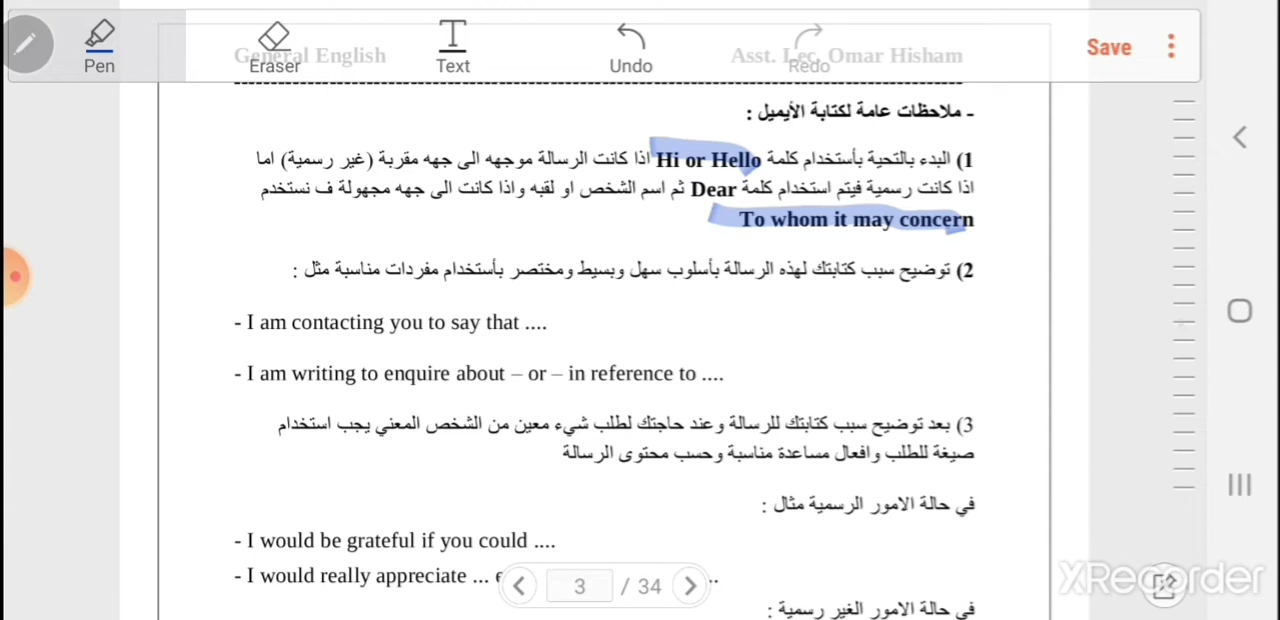 Pen
Eraser
Text
Undo
Redo
Save
General English
Asst. Lec. Omar Hisham
- ملاحظات عامة لكتابة الأيميل :
1) البدء بالتحية بأستخدام كلمة Hi or Hello اذا كانت الرسالة موجهه الى جهه مقربة (غير رسمية) اما
اذا كانت رسمية فيتم استخدام كلمة Dear ثم اسم الشخص او لقبه واذا كانت الى جهه مجهولة ف نستخدم
To whom it may concern
2) توضيح سبب كتابتك لهذه الرسالة بأسلوب سهل وبسيط ومختصر بأستخدام مفردات مناسبة مثل :
- I am contacting you to say that ....
- I am writing to enquire about – or – in reference to ....
3) بعد توضيح سبب كتابتك للرسالة وعند حاجتك لطلب شيء معين من الشخص المعني يجب استخدام
صيغة للطلب وافعال مساعدة مناسبة وحسب محتوى الرسالة
في حالة الامور الرسمية مثال :
- I would be grateful if you could ....
- I would really appreciate ...
3 / 34
في حالة الامور الغير رسمية :
XRecorder